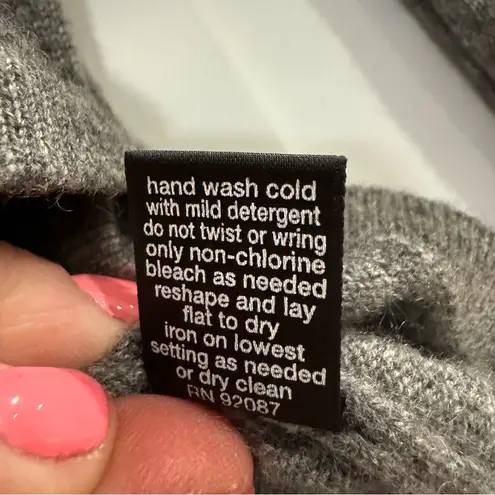 hand wash cold
with mild detergent
do not twist or wring
only non-chlorine
bleach as needed
reshape and lay
flat to dry
iron on lowest
setting as needed
or dry clean
RN 92087